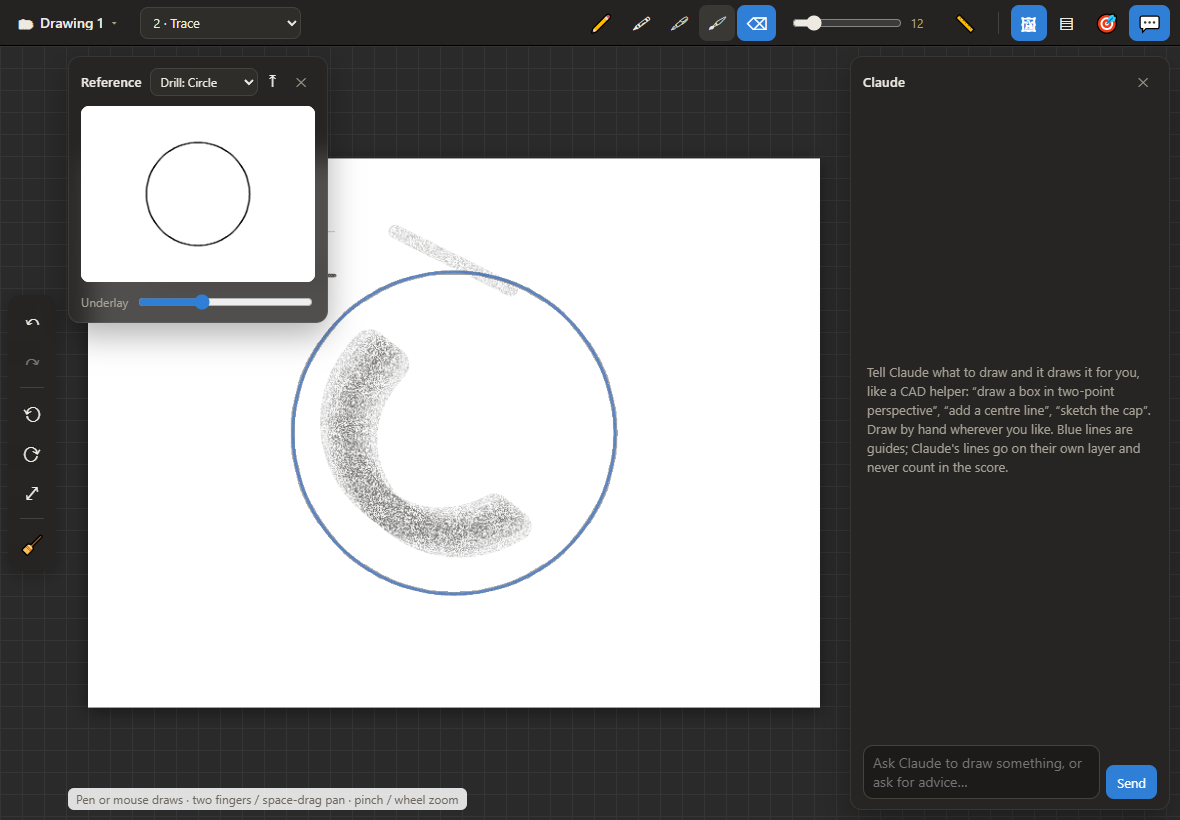 Drawing 1
2 · Trace
12
Reference
Drill: Circle
Underlay
Claude
Tell Claude what to draw and it draws it for you,
like a CAD helper: “draw a box in two-point
perspective”, “add a centre line”, “sketch the cap”.
Draw by hand wherever you like. Blue lines are
guides; Claude's lines go on their own layer and
never count in the score.
Ask Claude to draw something, or
ask for advice...
Send
Pen or mouse draws · two fingers / space-drag pan · pinch / wheel zoom